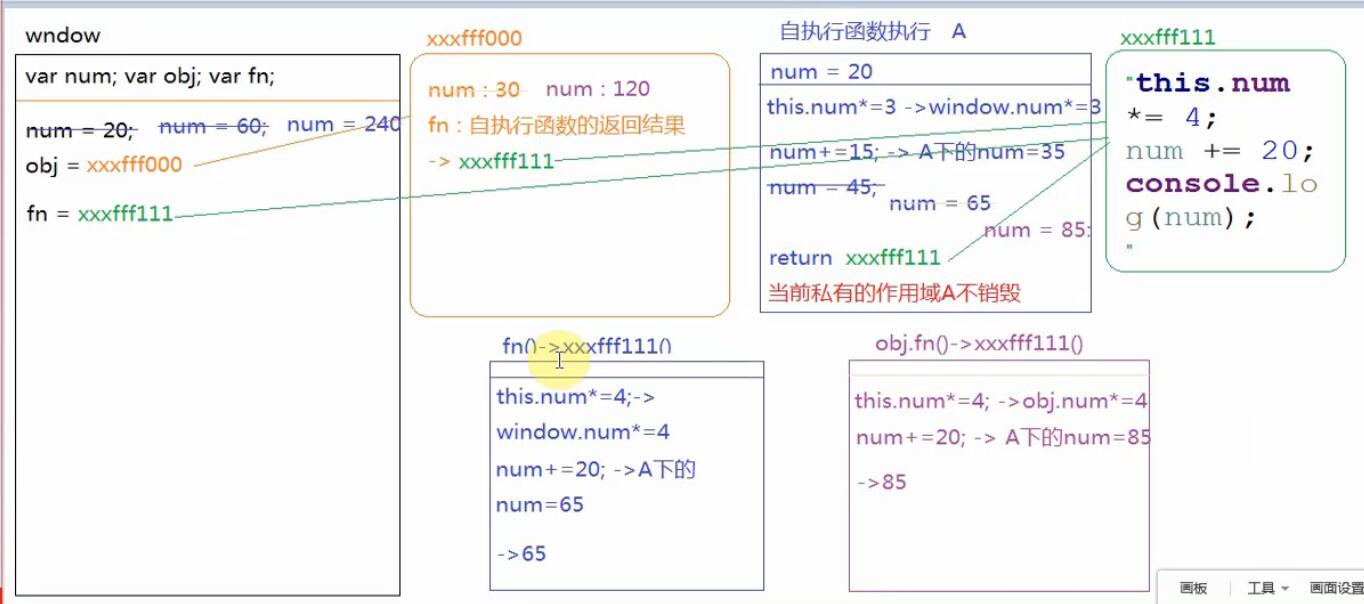 wndow
var num; var obj; var fn;
num = 20; num = 60; num = 240
obj = xxxfff000
fn = xxxfff111
xxxfff000
num : 30 num : 120
fn : 自执行函数的返回结果
-> xxxfff111
自执行函数执行 A
num = 20
this.num*=3 ->window.num*=3
num+=15; -> A下的num=35
num = 45;
num = 65
num = 85;
return xxxfff111
当前私有的作用域A不销毁
xxxfff111
"this.num
*= 4;
num += 20;
console.lo
g(num);
"
fn()->xxxfff111()
this.num*=4;->
window.num*=4
num+=20; ->A下的
num=65
->65
obj.fn()->xxxfff111()
this.num*=4; ->obj.num*=4
num+=20; -> A下的num=85
->85
画板 工具 画面设置